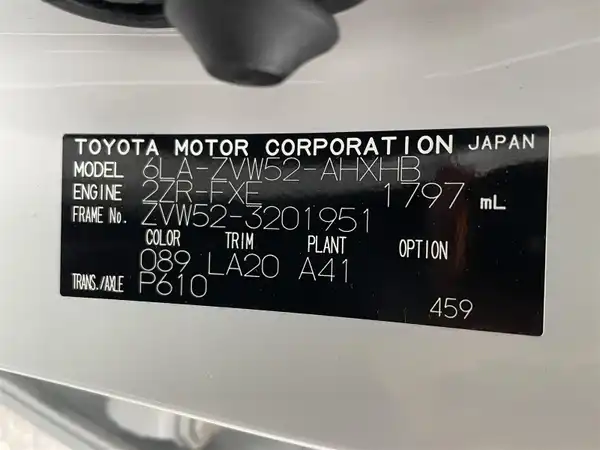 TOYOTA MOTOR CORPORATION JAPAN
MODEL 6LA-ZVW52-AHXHB
ENGINE 2ZR-FXE 1797 mL
FRAME No. ZVW52-3201951
COLOR TRIM PLANT OPTION
089 LA20 A41
TRANS./AXLE P610
459